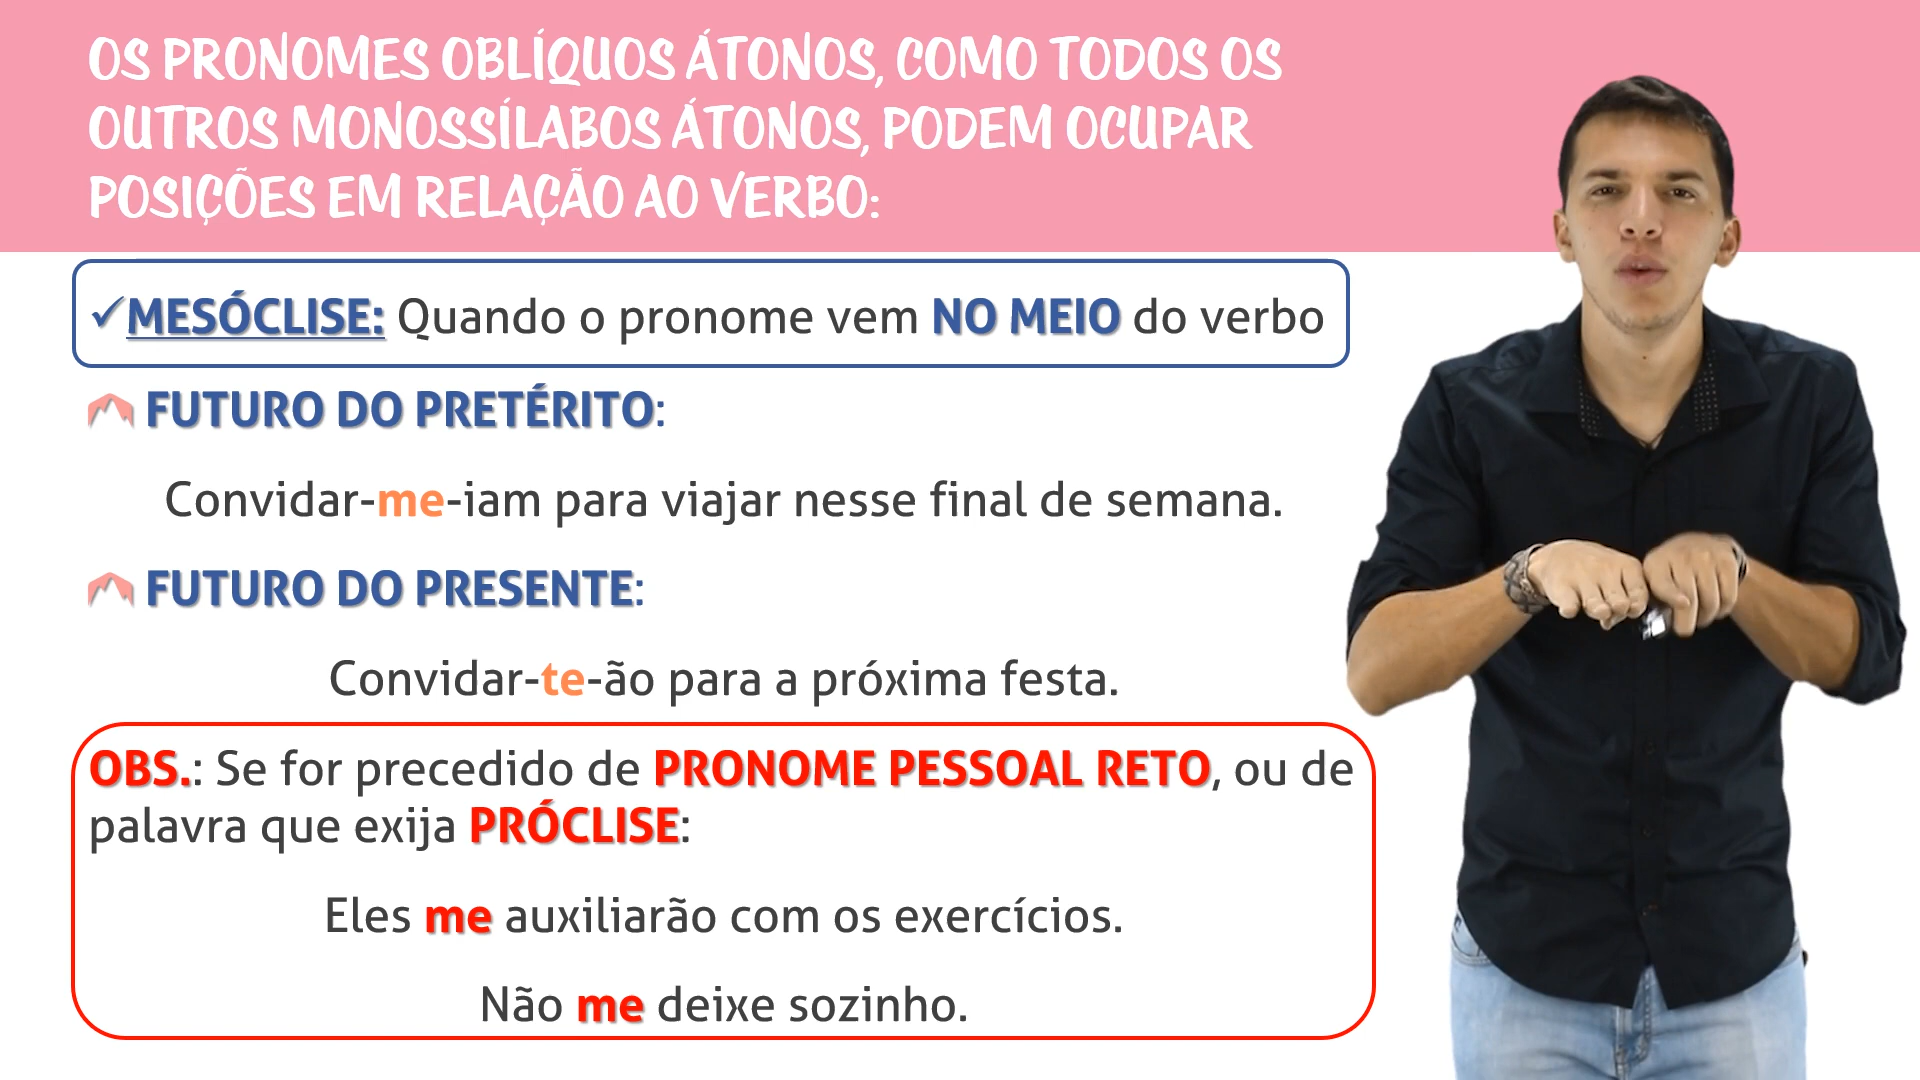 OS PRONOMES OBLÍQUOS ÁTONOS, COMO TODOS OS
OUTROS MONOSSÍLABOS ÁTONOS, PODEM OCUPAR
POSIÇÕES EM RELAÇÃO AO VERBO:
✓MESÓCLISE: Quando o pronome vem NO MEIO do verbo
FUTURO DO PRETÉRITO:
Convidar-me-iam para viajar nesse final de semana.
FUTURO DO PRESENTE:
Convidar-te-ão para a próxima festa.
OBS.: Se for precedido de PRONOME PESSOAL RETO, ou de
palavra que exija PRÓCLISE:
Eles me auxiliarão com os exercícios.
Não me deixe sozinho.